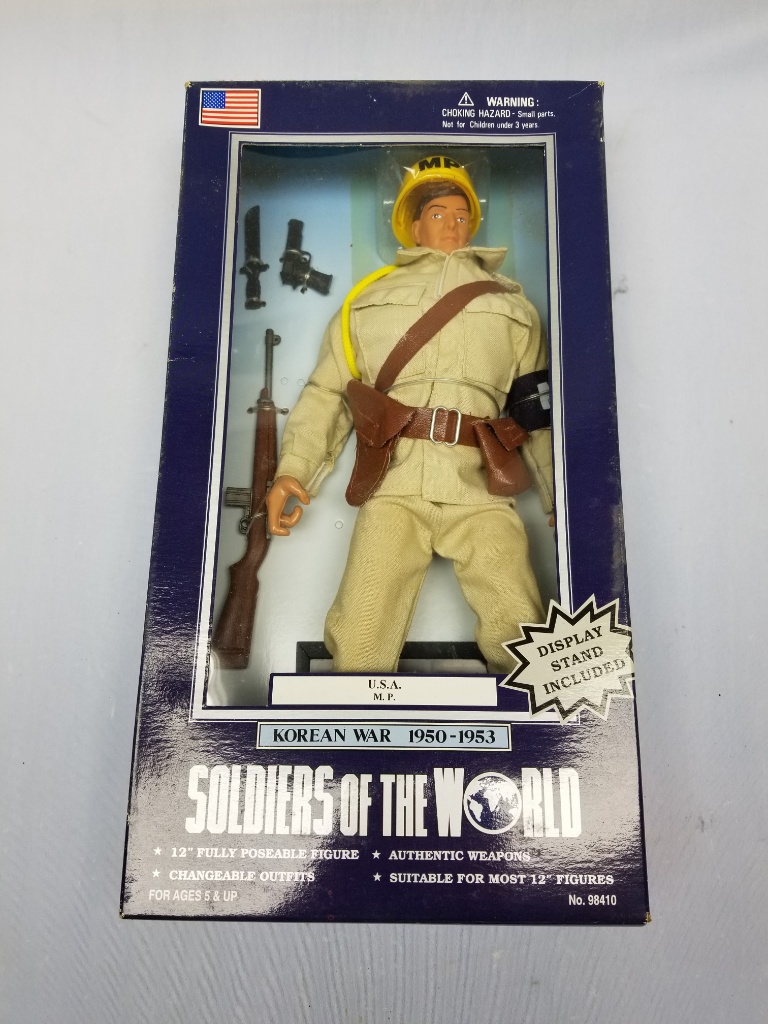 WARNING:
CHOKING HAZARD - Small parts.
Not for Children under 3 years.
MP
DISPLAY
STAND
INCLUDED
U.S.A.
M. P.
KOREAN WAR 1950-1953
SOLDIERS OF THE WORLD
★ 12" FULLY POSEABLE FIGURE ★ AUTHENTIC WEAPONS
★ CHANGEABLE OUTFITS ★ SUITABLE FOR MOST 12" FIGURES
FOR AGES 5 & UP No. 98410